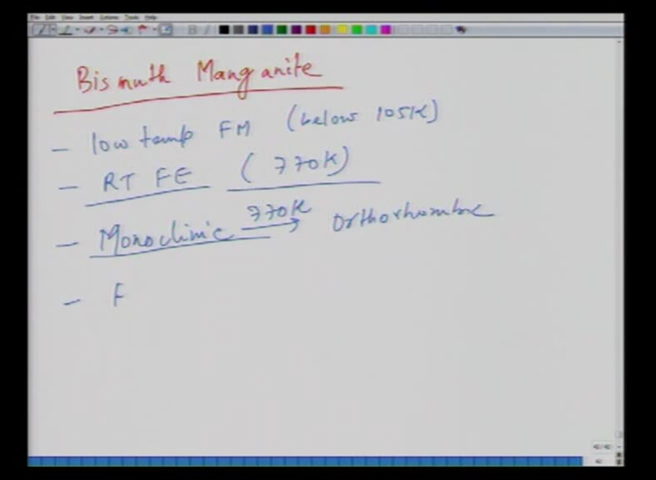 Bismuth Manganite
- low temp FM (below 105K)
- RT FE (770K)
- Monoclinic 770K → Orthorhombic
- F